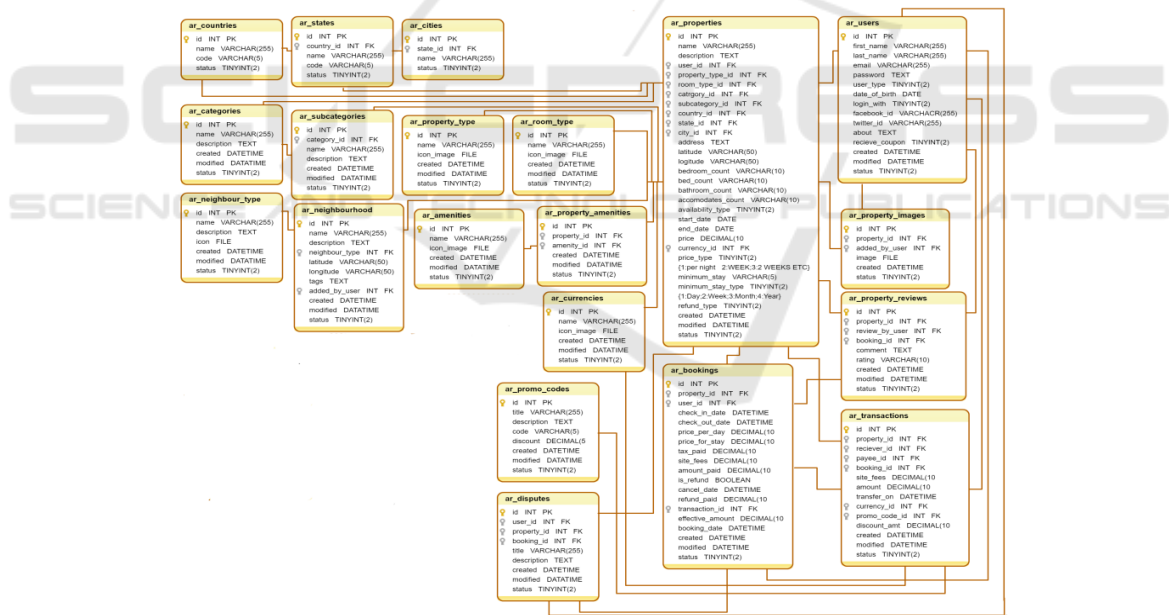 ar_countries
id INT PK
name VARCHAR(255)
code VARCHAR(5)
status TINYINT(2)
ar_states
id INT PK
country_id INT FK
name VARCHAR(255)
code VARCHAR(5)
status TINYINT(2)
ar_cities
id INT PK
state_id INT FK
name VARCHAR(255)
status TINYINT(2)
ar_categories
id INT PK
name VARCHAR(255)
description TEXT
created DATETIME
modified DATATIME
status TINYINT(2)
ar_subcategories
id INT PK
category_id INT FK
name VARCHAR(255)
description TEXT
created DATETIME
modified DATATIME
status TINYINT(2)
ar_property_type
id INT PK
name VARCHAR(255)
icon_image FILE
created DATETIME
modified DATATIME
status TINYINT(2)
ar_room_type
id INT PK
name VARCHAR(255)
icon_image FILE
created DATETIME
modified DATATIME
status TINYINT(2)
ar_neighbour_type
id INT PK
name VARCHAR(255)
description TEXT
icon FILE
created DATETIME
modified DATATIME
status TINYINT(2)
ar_neighbourhood
id INT PK
name VARCHAR(255)
description TEXT
neighbour_type INT FK
latitude VARCHAR(50)
longitude VARCHAR(50)
tags TEXT
added_by_user INT FK
created DATETIME
modified DATATIME
status TINYINT(2)
ar_amenities
id INT PK
name VARCHAR(255)
icon_image FILE
created DATETIME
modified DATATIME
status TINYINT(2)
ar_property_amenities
id INT PK
property_id INT FK
amenity_id INT FK
created DATETIME
modified DATATIME
status TINYINT(2)
ar_currencies
id INT PK
name VARCHAR(255)
icon_image FILE
created DATETIME
modified DATATIME
status TINYINT(2)
ar_promo_codes
id INT PK
title VARCHAR(255)
description TEXT
code VARCHAR(5)
discount DECIMAL(5
created DATETIME
modified DATATIME
status TINYINT(2)
ar_disputes
id INT PK
user_id INT FK
property_id INT FK
booking_id INT FK
title VARCHAR(255)
description TEXT
created DATETIME
modified DATATIME
status TINYINT(2)
ar_properties
id INT PK
name VARCHAR(255)
description TEXT
user_id INT FK
property_type_id INT FK
room_type_id INT FK
catrgory_id INT FK
subcategory_id INT FK
country_id INT FK
state_id INT FK
city_id INT FK
address TEXT
latitude VARCHAR(50)
logitude VARCHAR(50)
bedroom_count VARCHAR(10)
bed_count VARCHAR(10)
bathroom_count VARCHAR(10)
accomodates_count VARCHAR(10)
availability_type TINYINT(2)
start_date DATE
end_date DATE
price DECIMAL(10
currency_id INT FK
price_type TINYINT(2)
{1:per night 2:WEEK;3:2 WEEKS ETC}
minimum_stay VARCHAR(5)
minimum_stay_type TINYINT(2)
{1:Day;2:Week;3:Month;4:Year}
refund_type TINYINT(2)
created DATETIME
modified DATETIME
status TINYINT(2)
ar_bookings
id INT PK
property_id INT FK
user_id INT FK
check_in_date DATETIME
check_out_date DATETIME
price_per_day DECIMAL(10
price_for_stay DECIMAL(10
tax_paid DECIMAL(10
site_fees DECIMAL(10
amount_paid DECIMAL(10
is_refund BOOLEAN
cancel_date DATETIME
refund_paid DECIMAL(10
transaction_id INT FK
effective_amount DECIMAL(10
booking_date DATETIME
created DATETIME
modified DATETIME
status TINYINT(2)
ar_users
id INT PK
first_name VARCHAR(255)
last_name VARCHAR(255)
email VARCHAR(255)
password TEXT
user_type TINYINT(2)
date_of_birth DATE
login_with TINYINT(2)
facebook_id VARCHACR(255)
twitter_id VARCHAR(255)
about TEXT
recieve_coupon TINYINT(2)
created DATETIME
modified DATETIME
status TINYINT(2)
ar_property_images
id INT PK
property_id INT FK
added_by_user INT FK
image FILE
created DATETIME
status TINYINT(2)
ar_property_reviews
id INT PK
property_id INT FK
review_by_user INT FK
booking_id INT FK
comment TEXT
rating VARCHAR(10)
created DATETIME
modified DATETIME
status TINYINT(2)
ar_transactions
id INT PK
property_id INT FK
reciever_id INT FK
payee_id INT FK
booking_id INT FK
site_fees DECIMAL(10
amount DECIMAL(10
transfer_on DATETIME
currency_id INT FK
promo_code_id INT FK
discount_amt DECIMAL(10
created DATETIME
modified DATETIME
status TINYINT(2)